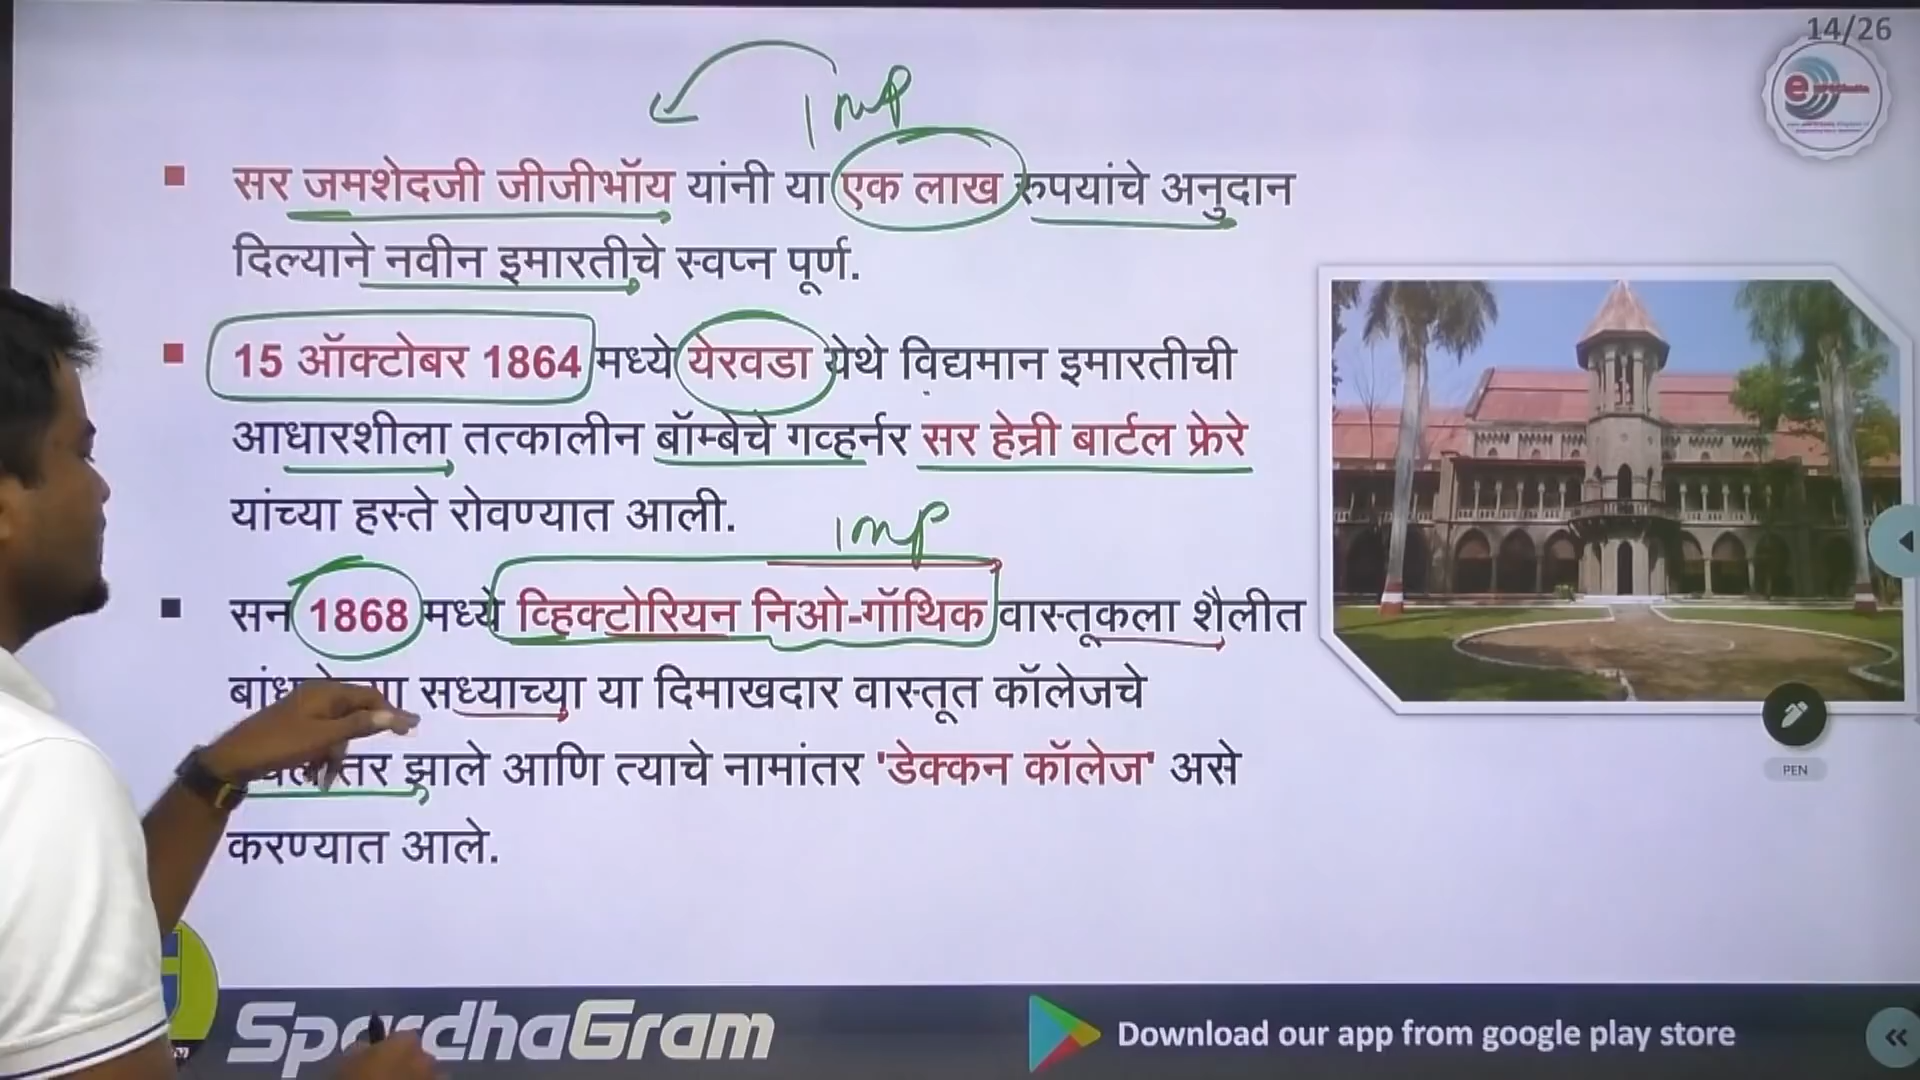 14/26
Imp
सर जमशेदजी जीजीभॉय यांनी या एक लाख रुपयांचे अनुदान
दिल्याने नवीन इमारतीचे स्वप्न पूर्ण.
15 ऑक्टोबर 1864 मध्ये येरवडा येथे विद्यमान इमारतीची
आधारशीला तत्कालीन बॉम्बेचे गव्हर्नर सर हेन्री बार्टल फ्रेरे
यांच्या हस्ते रोवण्यात आली.
Imp
सन 1868 मध्ये व्हिक्टोरियन निओ-गॉथिक वास्तूकला शैलीत
सध्याच्या या दिमाखदार वास्तूत कॉलेजचे
झाले आणि त्याचे नामांतर 'डेक्कन कॉलेज' असे
करण्यात आले.
PEN
SpardhaGram
Download our app from google play store